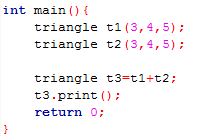 int main(){
triangle t1(3,4,5);
triangle t2(3,4,5);
triangle t3=t1+t2;
t3.print();
return 0;
}